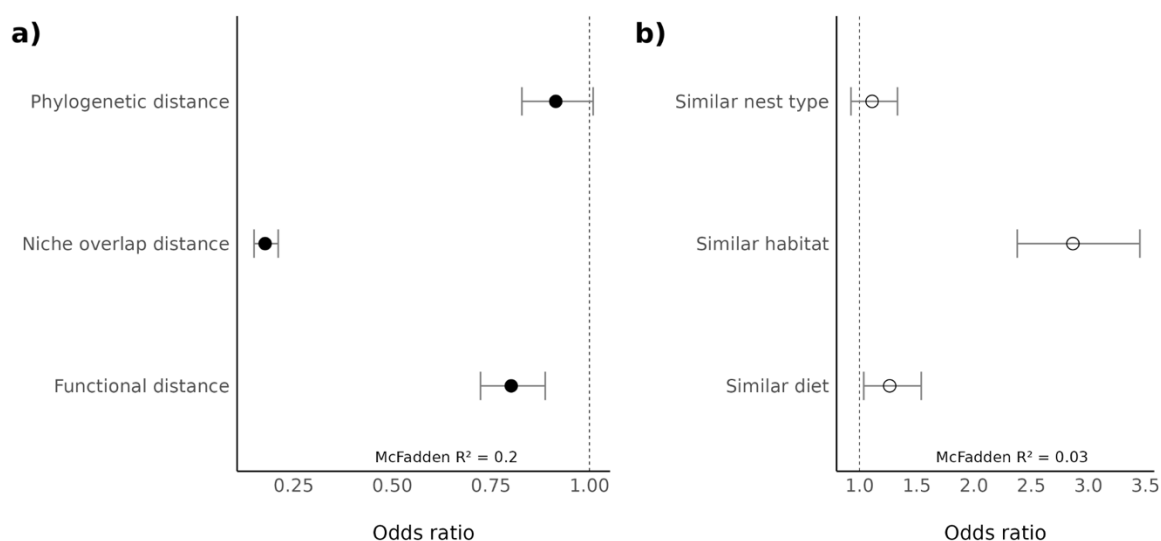 a)
Phylogenetic distance
Niche overlap distance
Functional distance
McFadden R² = 0.2
0.25 0.50 0.75 1.00
Odds ratio
b)
Similar nest type
Similar habitat
Similar diet
McFadden R² = 0.03
1.0 1.5 2.0 2.5 3.0 3.5
Odds ratio